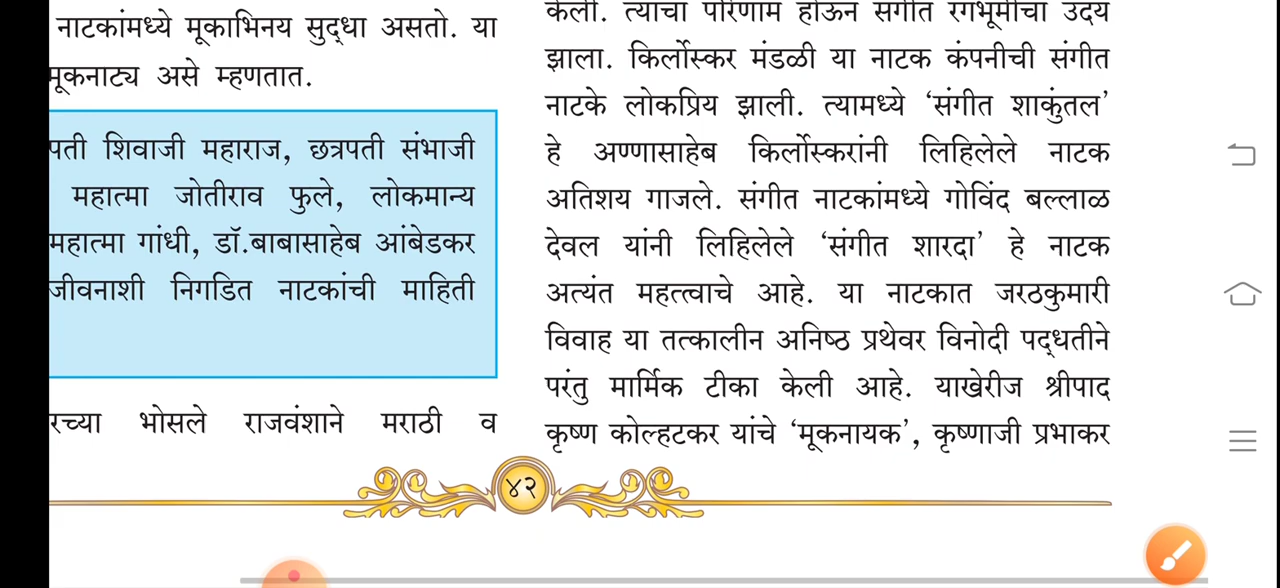 नाटकांमध्ये मूकाभिनय सुद्धा असतो. या
मूकनाट्य असे म्हणतात.
पती शिवाजी महाराज, छत्रपती संभाजी
महात्मा जोतीराव फुले, लोकमान्य
महात्मा गांधी, डॉ.बाबासाहेब आंबेडकर
जीवनाशी निगडित नाटकांची माहिती
रच्या भोसले राजवंशाने मराठी व
केली. त्याचा परिणाम होऊन संगीत रंगभूमीचा उदय
झाला. किर्लोस्कर मंडळी या नाटक कंपनीची संगीत
नाटके लोकप्रिय झाली. त्यामध्ये ‘संगीत शाकुंतल’
हे अण्णासाहेब किर्लोस्करांनी लिहिलेले नाटक
अतिशय गाजले. संगीत नाटकांमध्ये गोविंद बल्लाळ
देवल यांनी लिहिलेले ‘संगीत शारदा’ हे नाटक
अत्यंत महत्त्वाचे आहे. या नाटकात जरठकुमारी
विवाह या तत्कालीन अनिष्ठ प्रथेवर विनोदी पद्धतीने
परंतु मार्मिक टीका केली आहे. याखेरीज श्रीपाद
कृष्ण कोल्हटकर यांचे ‘मूकनायक’, कृष्णाजी प्रभाकर
४२